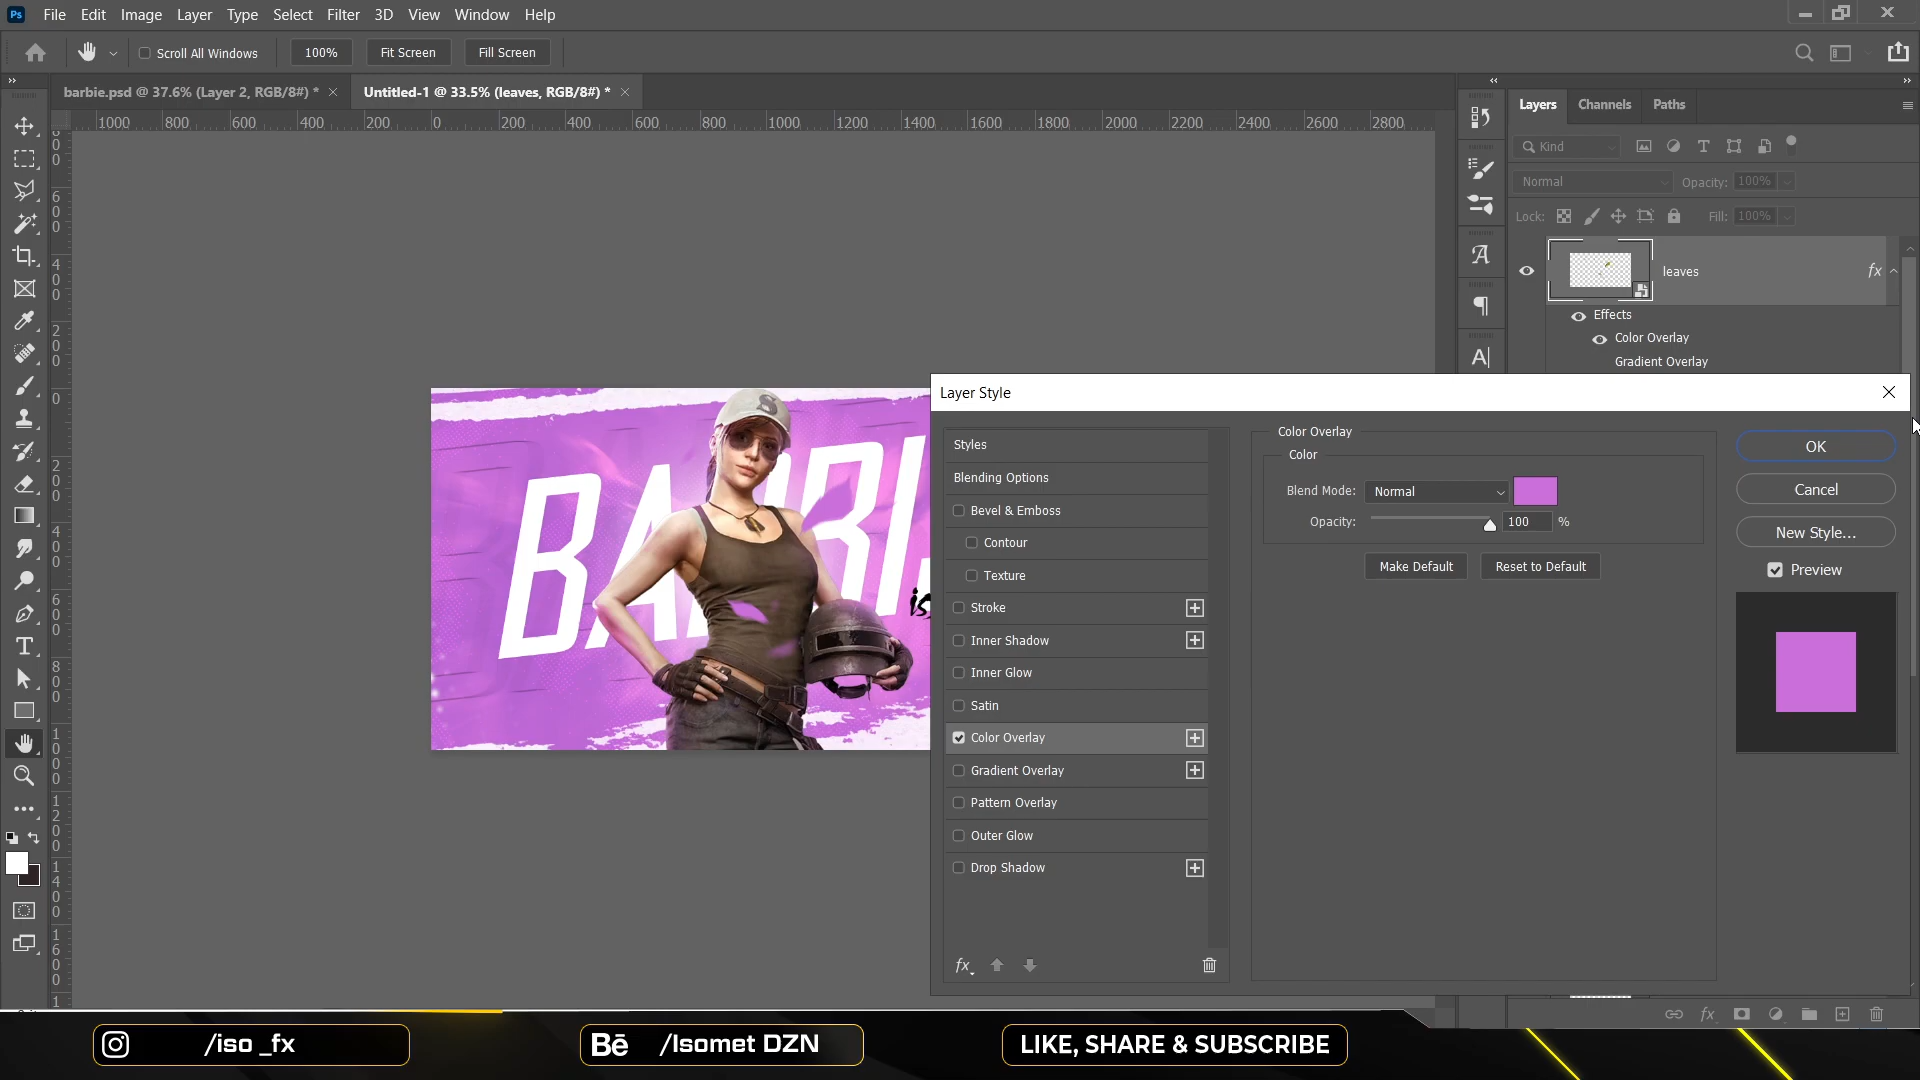 Ps File Edit Image Layer Type Select Filter 3D View Window Help
Scroll All Windows 100% Fit Screen Fill Screen
barbie.psd @ 37.6% (Layer 2, RGB/8#) * Untitled-1 @ 33.5% (leaves, RGB/8#) *
1000 800 600 400 200 0 200 400 600 800 1000 1200 1400 1600 1800 2000 2200 2400 2600 2800
Layers Channels Paths
Kind
Normal Opacity: 100%
Lock: Fill: 100%
leaves fx
Effects
Color Overlay
Gradient Overlay
Layer Style
Styles
Blending Options
Bevel & Emboss
Contour
Texture
Stroke
Inner Shadow
Inner Glow
Satin
Color Overlay
Gradient Overlay
Pattern Overlay
Outer Glow
Drop Shadow
fx
Color Overlay
Color
Blend Mode: Normal
Opacity: 100 %
Make Default Reset to Default
OK
Cancel
New Style...
Preview
S
/iso _fx
Bē /Isomet DZN
LIKE, SHARE & SUBSCRIBE